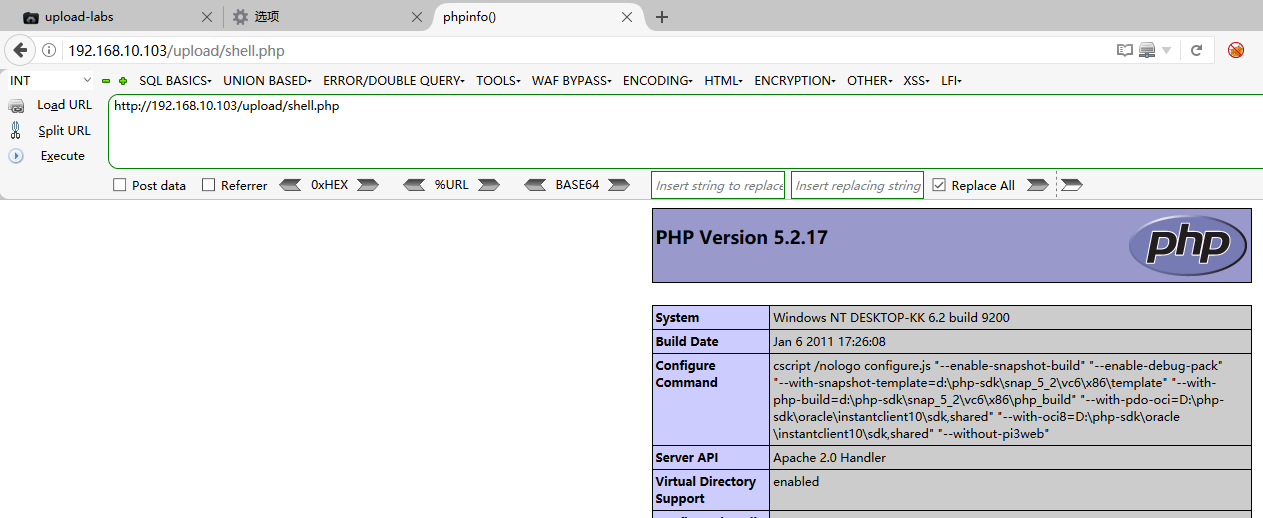 upload-labs
选项
phpinfo()
192.168.10.103/upload/shell.php
INT
SQL BASICS
UNION BASED
ERROR/DOUBLE QUERY
TOOLS
WAF BYPASS
ENCODING
HTML
ENCRYPTION
OTHER
XSS
LFI
Load URL
Split URL
Execute
http://192.168.10.103/upload/shell.php
Post data
Referrer
0xHEX
%URL
BASE64
Insert string to replace
Insert replacing string
Replace All
PHP Version 5.2.17
php
System
Windows NT DESKTOP-KK 6.2 build 9200
Build Date
Jan 6 2011 17:26:08
Configure
Command
cscript /nologo configure.js "--enable-snapshot-build" "--enable-debug-pack"
"--with-snapshot-template=d:\php-sdk\snap_5_2\vc6\x86\template" "--with-
php-build=d:\php-sdk\snap_5_2\vc6\x86\php_build" "--with-pdo-oci=D:\php-
sdk\oracle\instantclient10\sdk,shared" "--with-oci8=D:\php-sdk\oracle
\instantclient10\sdk,shared" "--without-pi3web"
Server API
Apache 2.0 Handler
Virtual Directory
Support
enabled